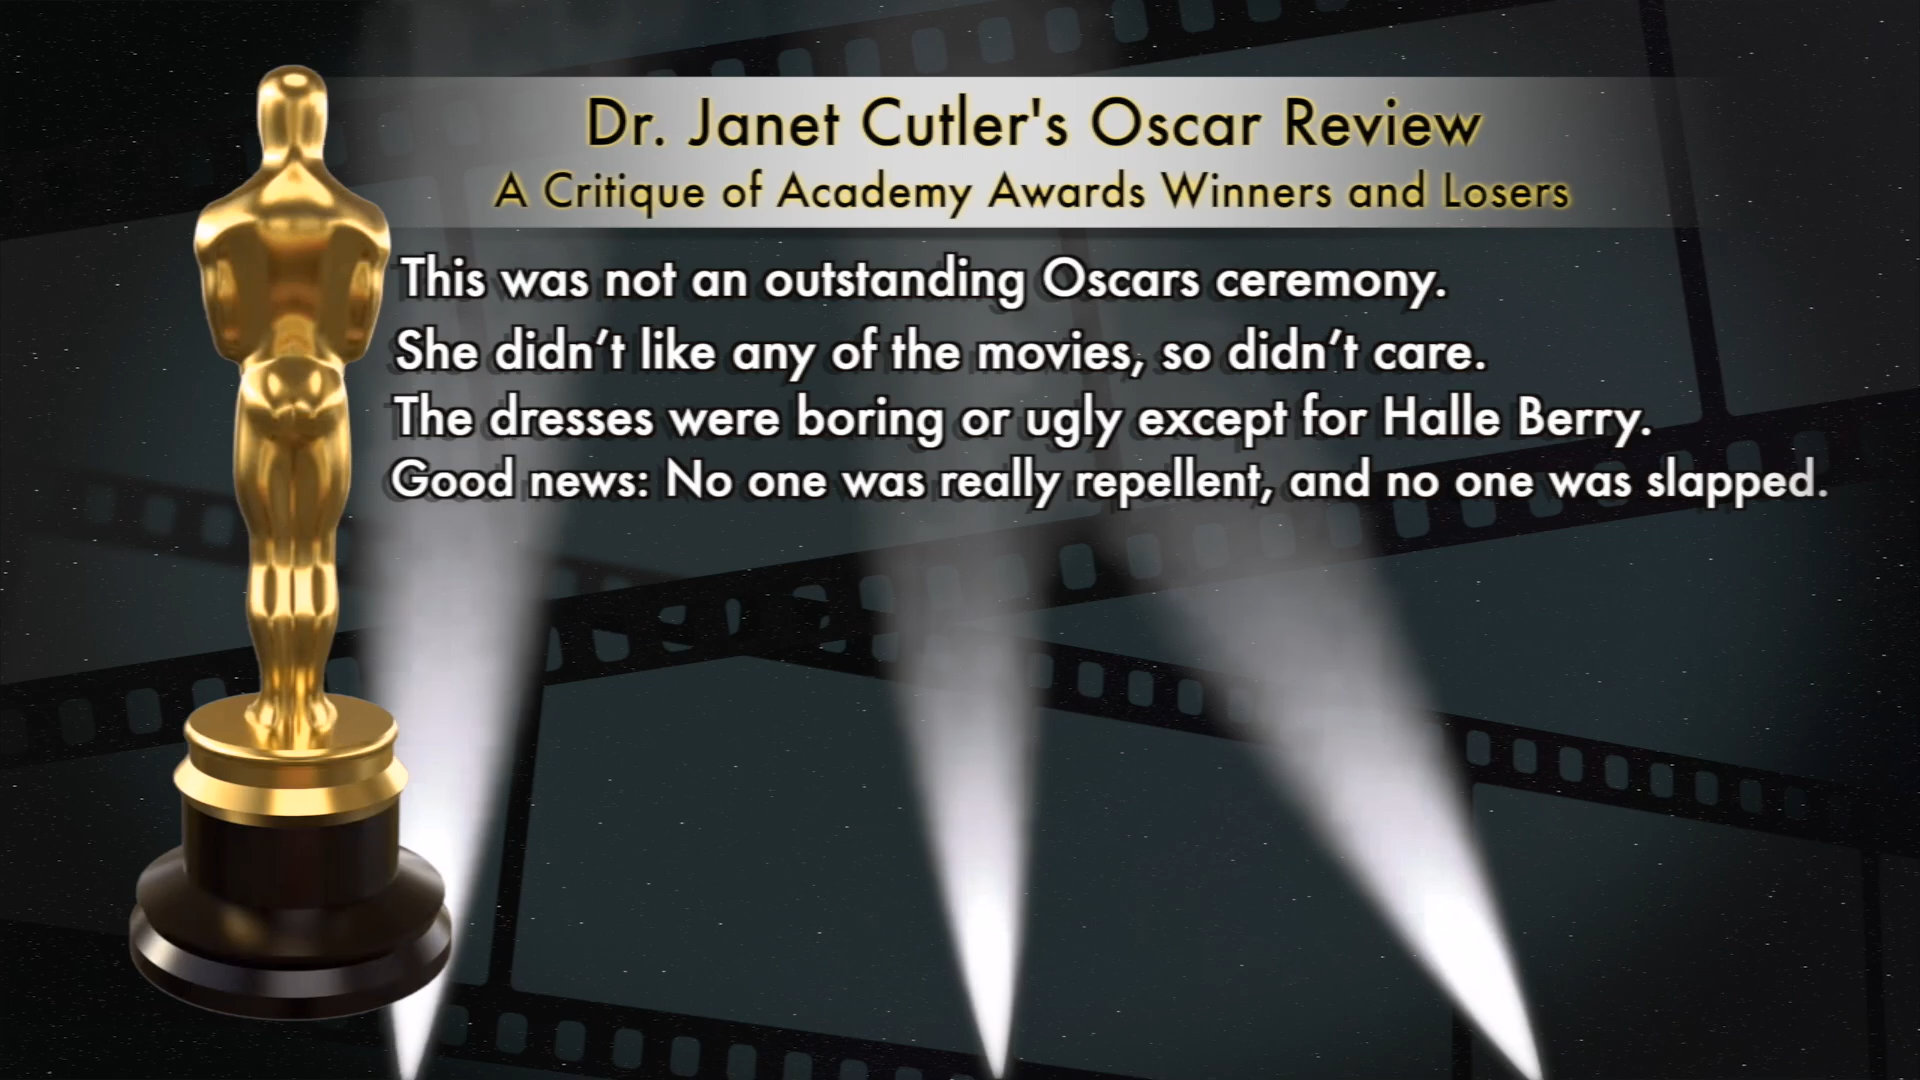 Dr. Janet Cutler's Oscar Review
A Critique of Academy Awards Winners and Losers
This was not an outstanding Oscars ceremony.
She didn’t like any of the movies, so didn’t care.
The dresses were boring or ugly except for Halle Berry.
Good news: No one was really repellent, and no one was slapped.